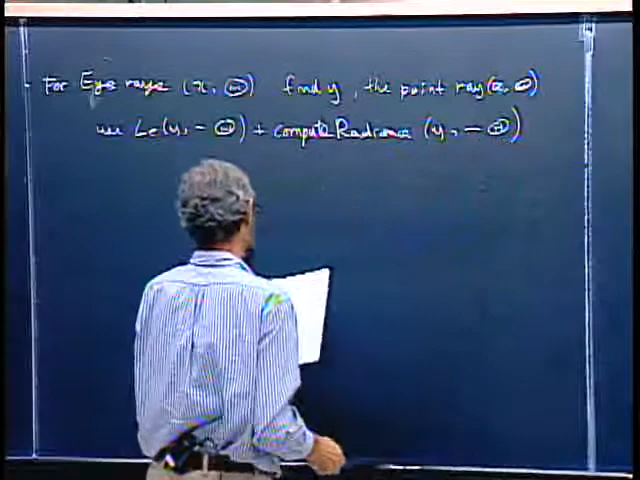 For Eye rays (x, Θ) find y, the point ray(x, Θ)
use Le(y, -Θ) + computeRadiance (y, -Θ)